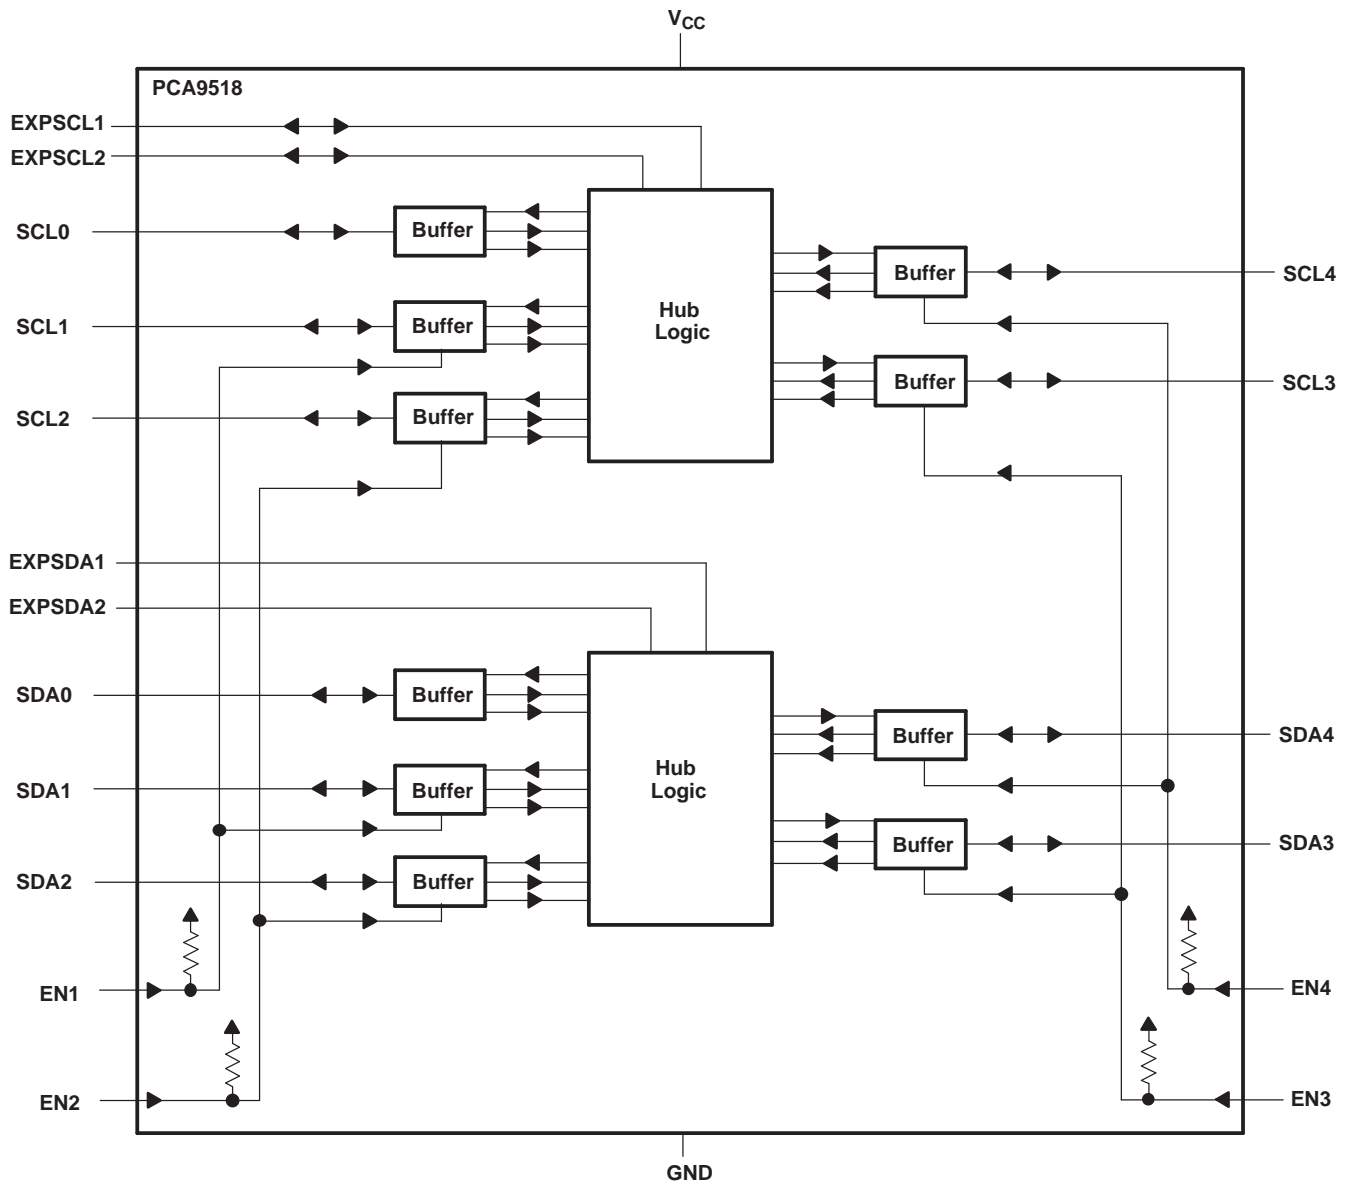 VCC
PCA9518
EXPSCL1
EXPSCL2
SCL0
Buffer
Buffer
SCL4
SCL1
Buffer
Hub
Logic
Buffer
SCL3
SCL2
Buffer
EXPSDA1
EXPSDA2
SDA0
Buffer
Buffer
SDA4
SDA1
Buffer
Hub
Logic
Buffer
SDA3
SDA2
Buffer
EN1
EN4
EN2
EN3
GND